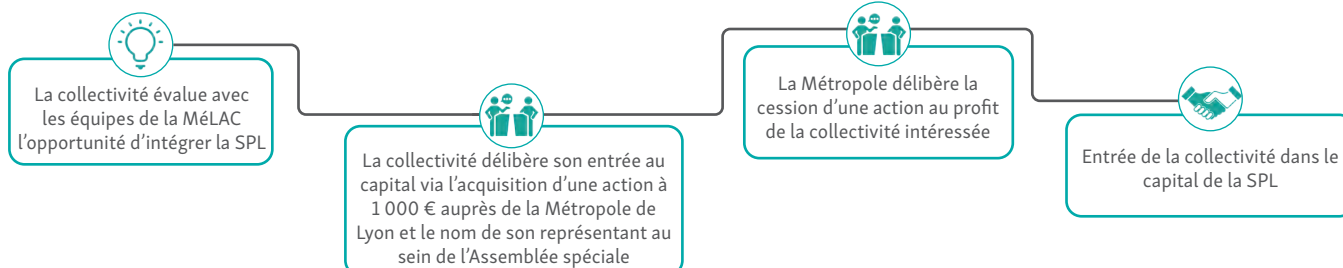 La collectivité évalue avec
les équipes de la MéLAC
l'opportunité d'intégrer la SPL
La collectivité délibère son entrée au
capital via l'acquisition d'une action à
1 000 € auprès de la Métropole de
Lyon et le nom de son représentant au
sein de l'Assemblée spéciale
La Métropole délibère la
cession d'une action au profit
de la collectivité intéressée
Entrée de la collectivité dans le
capital de la SPL